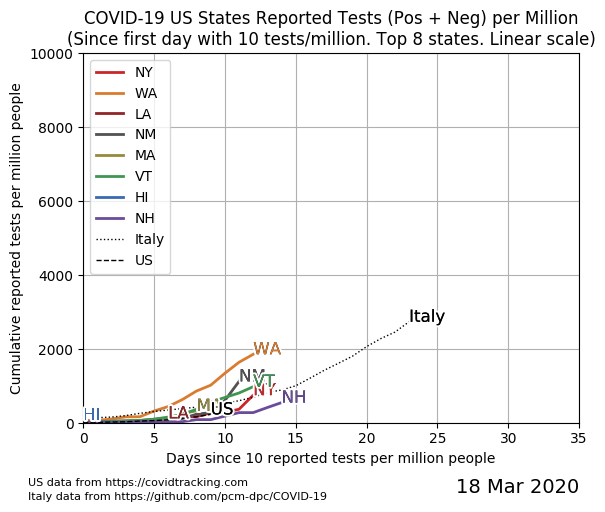 COVID-19 US States Reported Tests (Pos + Neg) per Million
(Since first day with 10 tests/million. Top 8 states. Linear scale)
Cumulative reported tests per million people
10000
8000
6000
4000
2000
0
NY
WA
LA
NM
MA
VT
HI
NH
Italy
US
Italy
WA
NM
VT
NY
NH
MA
US
LA
HI
0 5 10 15 20 25 30 35
Days since 10 reported tests per million people
US data from https://covidtracking.com
Italy data from https://github.com/pcm-dpc/COVID-19
18 Mar 2020